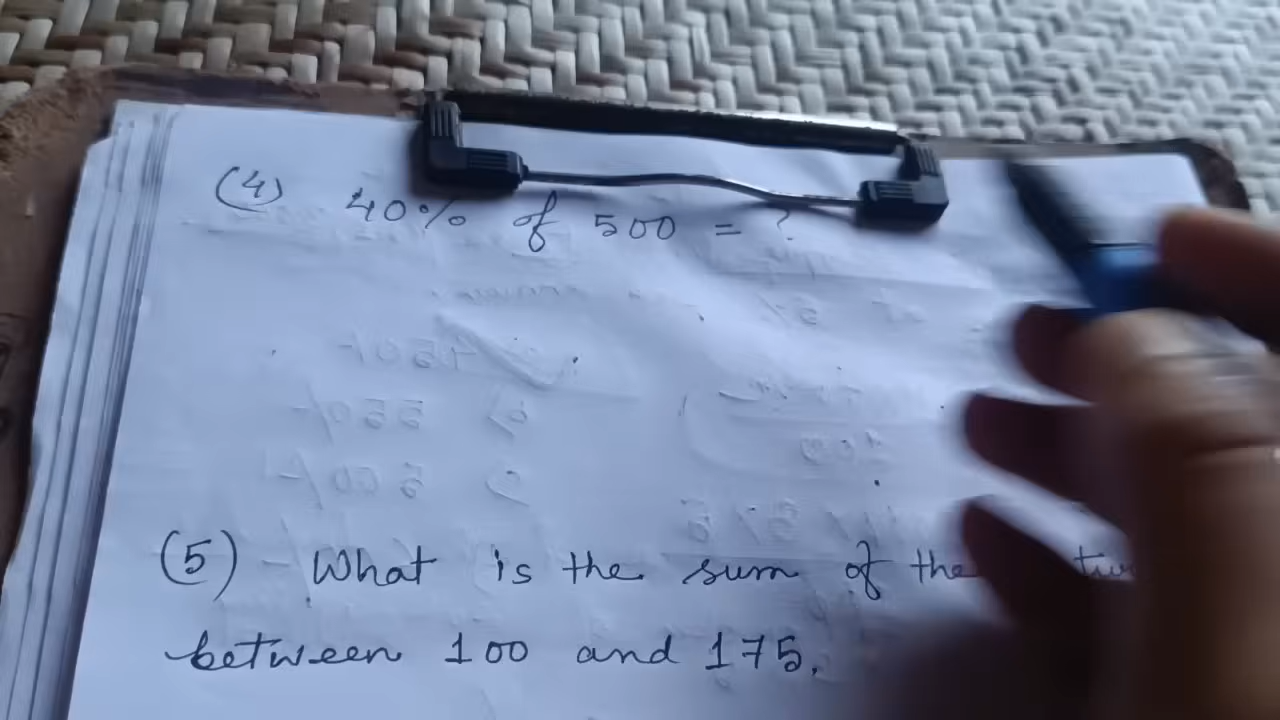 (4) 40% of 500 = ?
(5) What is the sum of the
between 100 and 175.